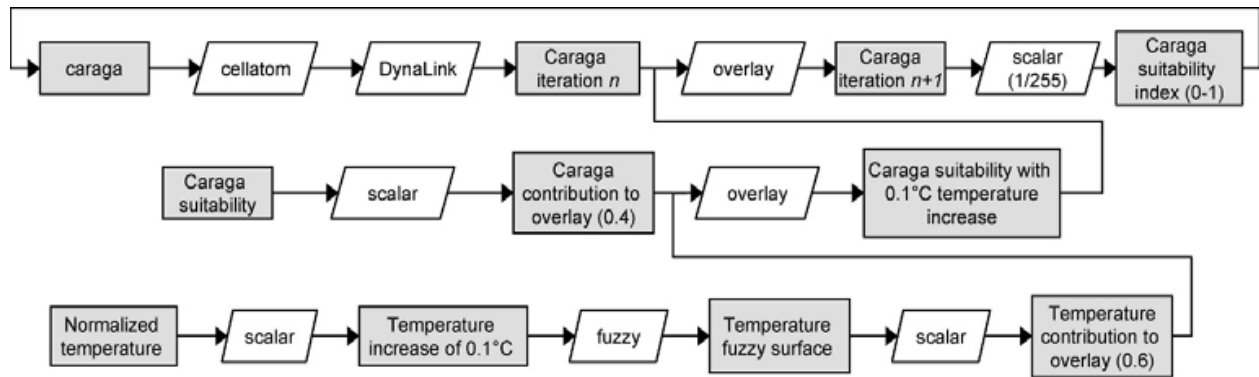 caraga
cellatom
DynaLink
Caraga
iteration n
overlay
Caraga
iteration n+1
scalar
(1/255)
Caraga
suitability
index (0-1)
Caraga
suitability
scalar
Caraga
contribution to
overlay (0.4)
overlay
Caraga suitability with
0.1°C temperature
increase
Normalized
temperature
scalar
Temperature
increase of 0.1°C
fuzzy
Temperature
fuzzy surface
scalar
Temperature
contribution to
overlay (0.6)